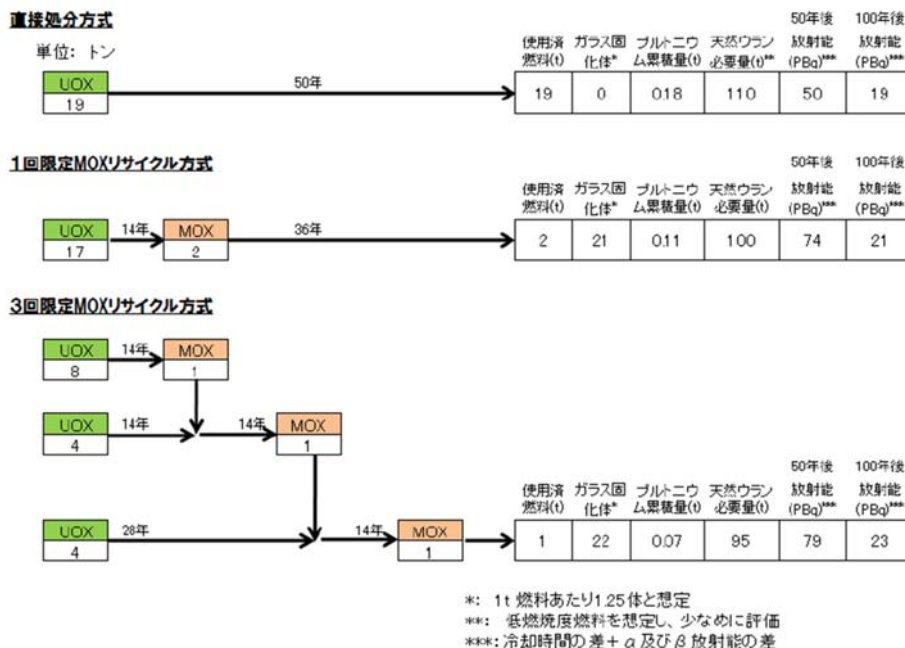 直接処分方式
単位: トン
UOX
19
50年
使用済燃料(t)
ガラス固化体*
プルトニウム累積量(t)
天然ウラン必要量(t)**
50年後放射能(PBq)***
100年後放射能(PBq)***
19 0 0.18 110 50 19
1回限定MOXリサイクル方式
UOX
17
14年
MOX
2
36年
使用済燃料(t)
ガラス固化体*
プルトニウム累積量(t)
天然ウラン必要量(t)
50年後放射能(PBq)***
100年後放射能(PBq)***
2 21 0.11 100 74 21
3回限定MOXリサイクル方式
UOX
8
14年
MOX
1
UOX
4
14年
14年
MOX
1
UOX
4
28年
14年
MOX
1
使用済燃料(t)
ガラス固化体*
プルトニウム累積量(t)
天然ウラン必要量(t)
50年後放射能(PBq)***
100年後放射能(PBq)***
1 22 0.07 95 79 23
*: 1t 燃料あたり1.25体と想定
**: 低燃焼度燃料を想定し、少なめに評価
***: 冷却時間の差+α及びβ放射能の差